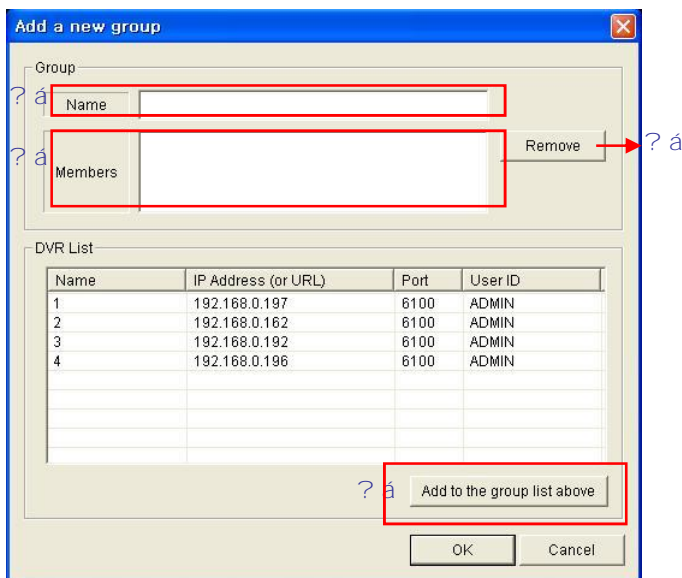 Add a new group
Group
? á Name
? á Members
Remove ? á
DVR List
Name IP Address (or URL) Port User ID
1 192.168.0.197 6100 ADMIN
2 192.168.0.162 6100 ADMIN
3 192.168.0.192 6100 ADMIN
4 192.168.0.196 6100 ADMIN
? á Add to the group list above
OK Cancel